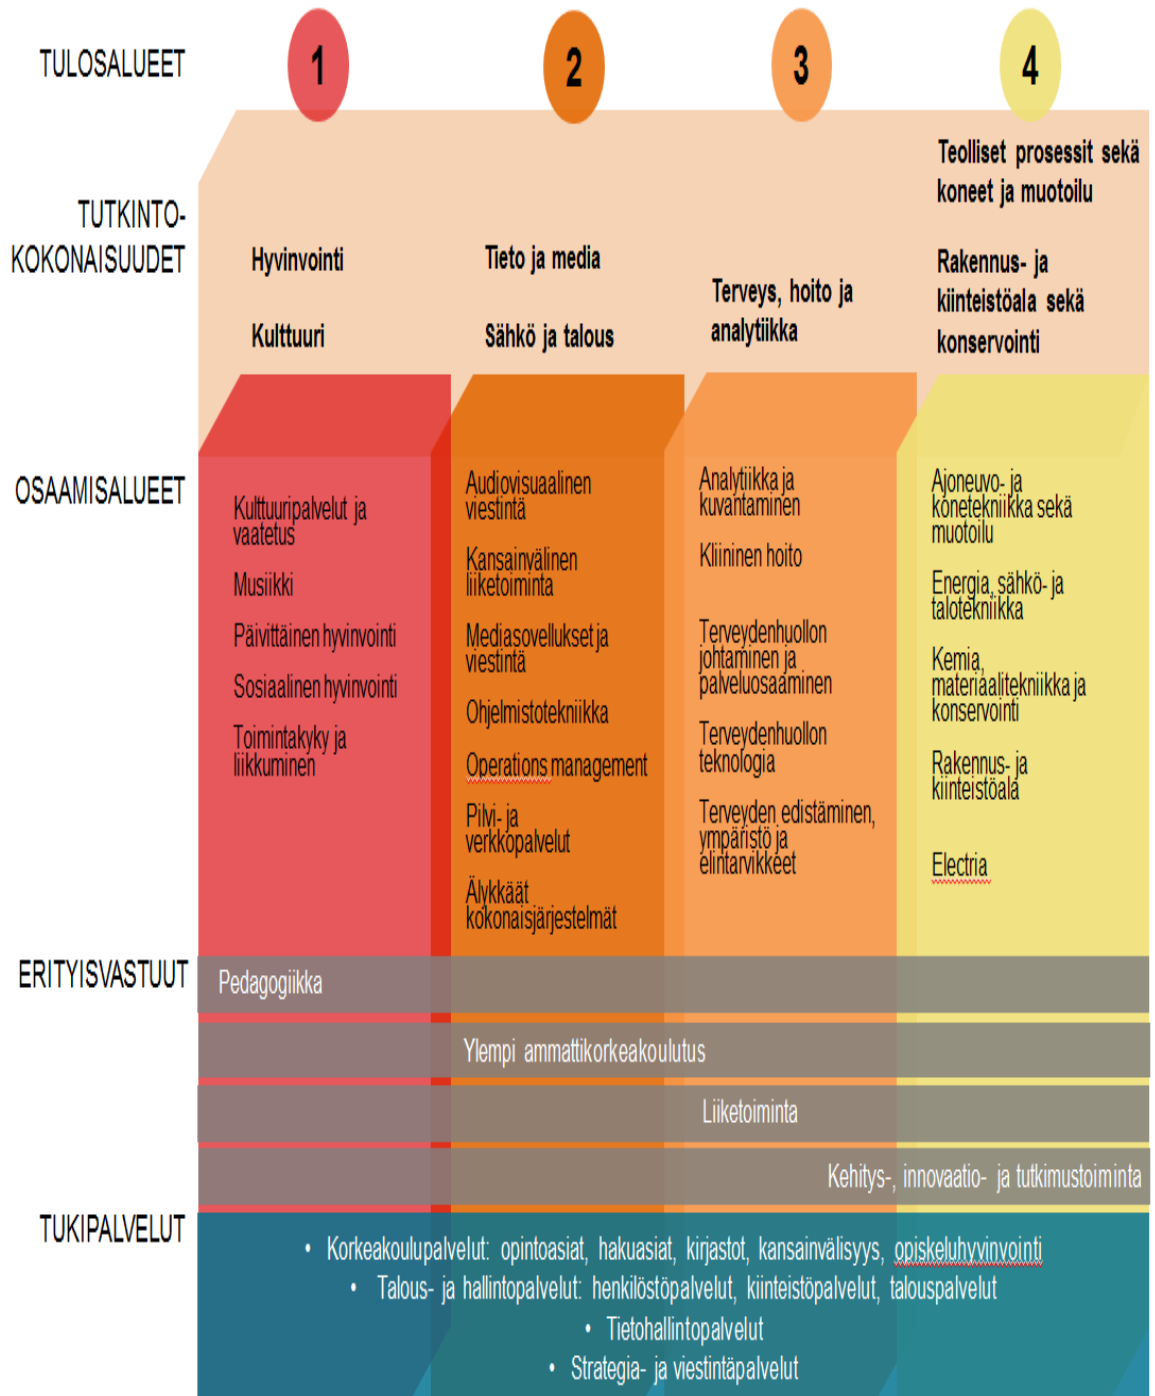 TULOSALUEET
1
2
3
4
TUTKINTO-
KOKONAISUUDET
Hyvinvointi
Kulttuuri
Tieto ja media
Sähkö ja talous
Terveys, hoito ja
analytiikka
Teolliset prosessit sekä
koneet ja muotoilu
Rakennus- ja
kiinteistöala sekä
konservointi
OSAAMISALUEET
Kulttuuripalvelut ja
vaatetus
Musiikki
Päivittäinen hyvinvointi
Sosiaalinen hyvinvointi
Toimintakyky ja
liikkuminen
Audiovisuaalinen
viestintä
Kansainvälinen
liiketoiminta
Mediasovellukset ja
viestintä
Ohjelmistotekniikka
Operations management
Pilvi- ja
verkkopalvelut
Älykkäät
kokonaisjärjestelmät
Analytiikka ja
kuvantaminen
Kliininen hoito
Terveydenhuollon
johtaminen ja
palveluosaaminen
Terveydenhuollon
teknologia
Terveyden edistäminen,
ympäristö ja
elintarvikkeet
Ajoneuvo- ja
konetekniikka sekä
muotoilu
Energia, sähkö- ja
talotekniikka
Kemia,
materiaalitekniikka ja
konservointi
Rakennus- ja
kiinteistöala
Electria
ERITYISVASTUUT
Pedagogiikka
Ylempi ammattikorkeakoulutus
Liiketoiminta
Kehitys-, innovaatio- ja tutkimustoiminta
TUKIPALVELUT
• Korkeakoulupalvelut: opintoasiat, hakuasiat, kirjastot, kansainvälisyys, opiskeluhyvinvointi
• Talous- ja hallintopalvelut: henkilöstöpalvelut, kiinteistöpalvelut, talouspalvelut
• Tietohallintopalvelut
• Strategia- ja viestintäpalvelut